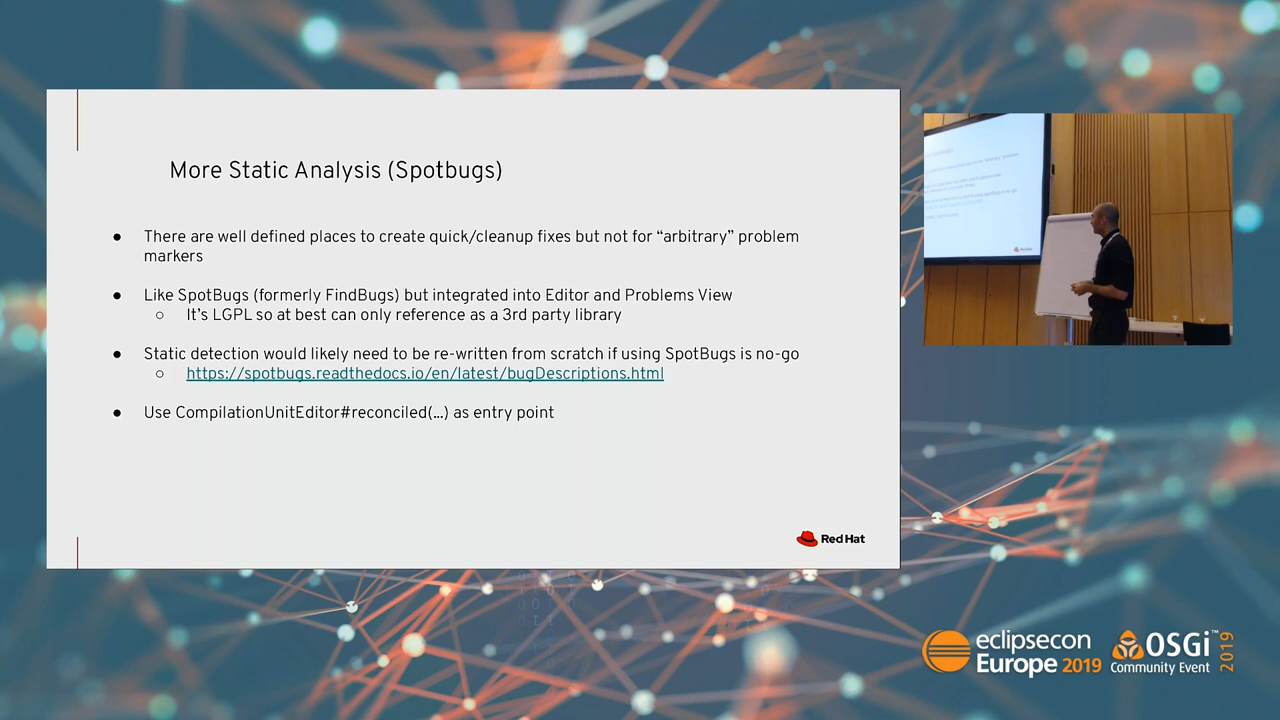 More Static Analysis (Spotbugs)
● There are well defined places to create quick/cleanup fixes but not for “arbitrary” problem
markers
● Like SpotBugs (formerly FindBugs) but integrated into Editor and Problems View
○ It’s LGPL so at best can only reference as a 3rd party library
● Static detection would likely need to be re-written from scratch if using SpotBugs is no-go
○ https://spotbugs.readthedocs.io/en/latest/bugDescriptions.html
● Use CompilationUnitEditor#reconciled(...) as entry point
Red Hat
eclipsecon
Europe 2019
OSGi™
Community Event
2019